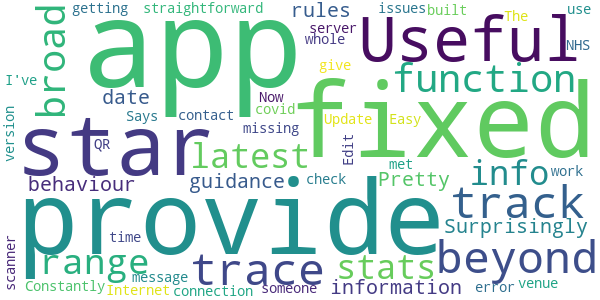 getting straightforward rules issues built The use
broad app server whole Useful NHS
I've give function
date Now covid fixed
Says contact missing Update Easy
version star QR latest Edit met info work
behaviour guidance check Pretty track
provide Surprisingly
time beyond
scanner range trace stats
message someone information error venue
Constantly Internet connection